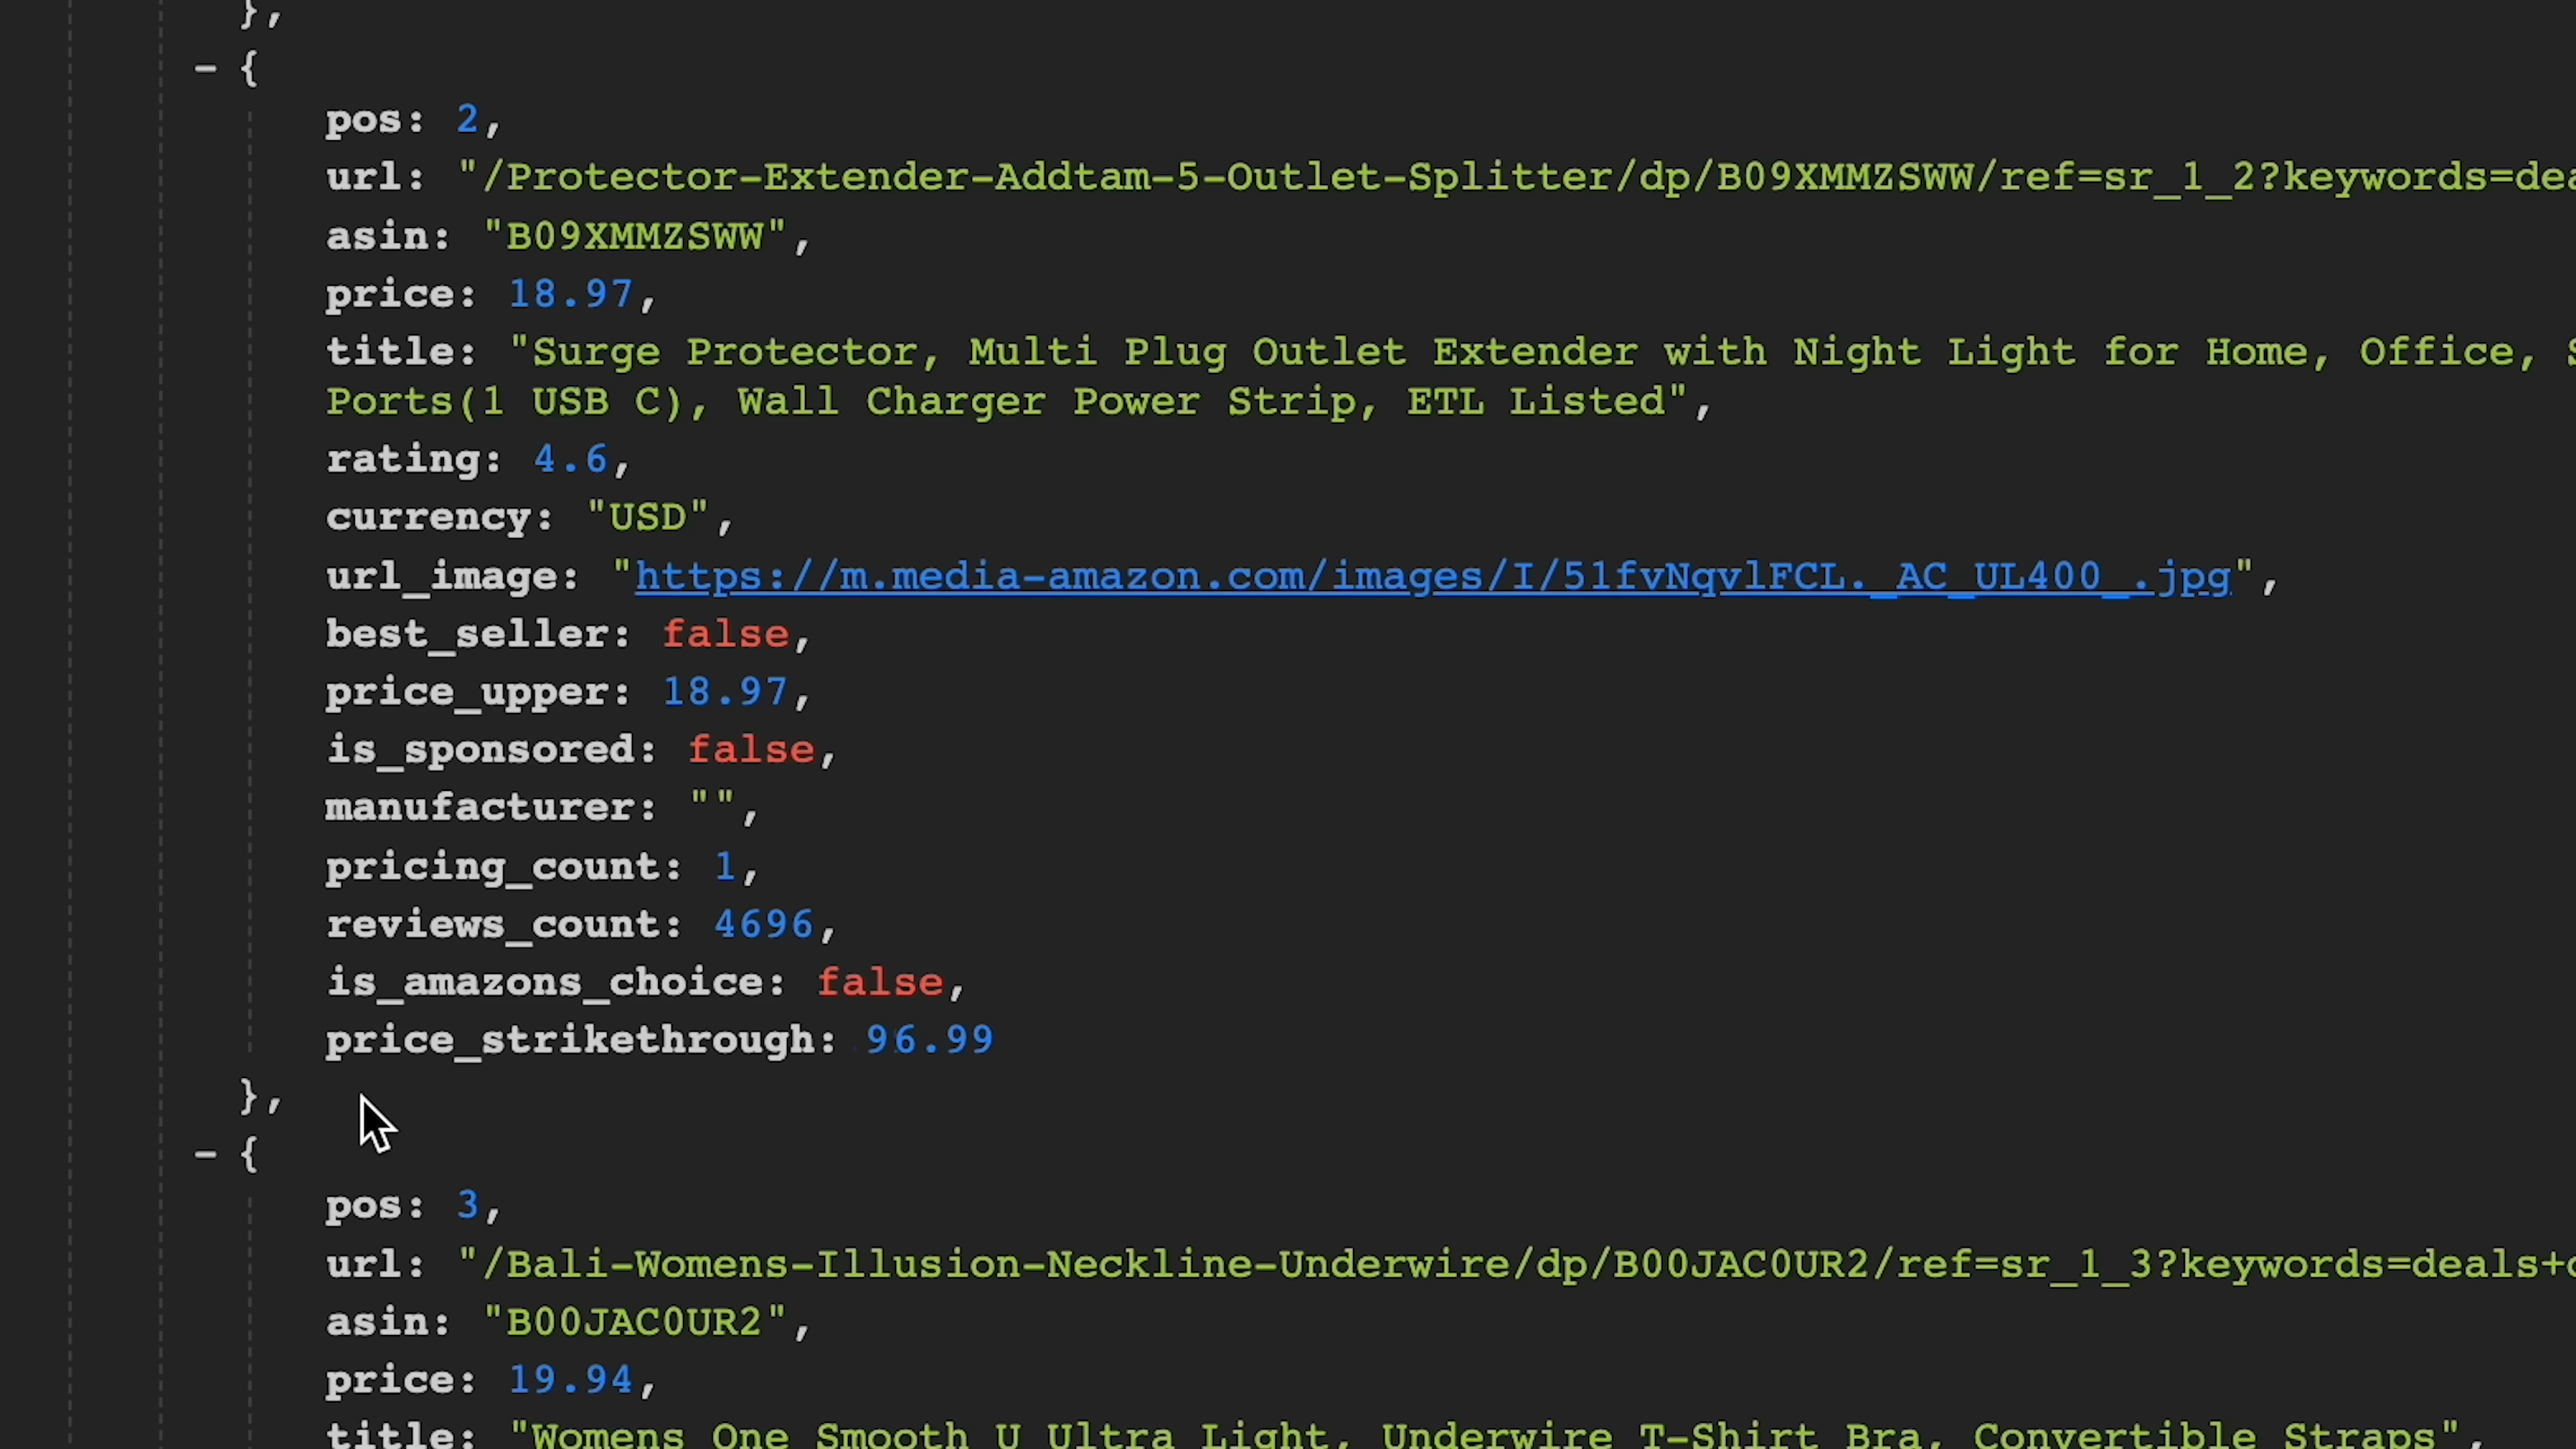 },
- {
pos: 2,
url: "/Protector-Extender-Addtam-5-Outlet-Splitter/dp/B09XMMZSWW/ref=sr_1_2?keywords=dea
asin: "B09XMMZSWW",
price: 18.97,
title: "Surge Protector, Multi Plug Outlet Extender with Night Light for Home, Office, S
Ports(1 USB C), Wall Charger Power Strip, ETL Listed",
rating: 4.6,
currency: "USD",
url_image: "https://m.media-amazon.com/images/I/51fvNqvlFCL._AC_UL400_.jpg",
best_seller: false,
price_upper: 18.97,
is_sponsored: false,
manufacturer: "",
pricing_count: 1,
reviews_count: 4696,
is_amazons_choice: false,
price_strikethrough: 96.99
},
- {
pos: 3,
url: "/Bali-Womens-Illusion-Neckline-Underwire/dp/B00JAC0UR2/ref=sr_1_3?keywords=deals+o
asin: "B00JAC0UR2",
price: 19.94,
title: "Womens One Smooth U Ultra Light, Underwire T-Shirt Bra, Convertible Straps",